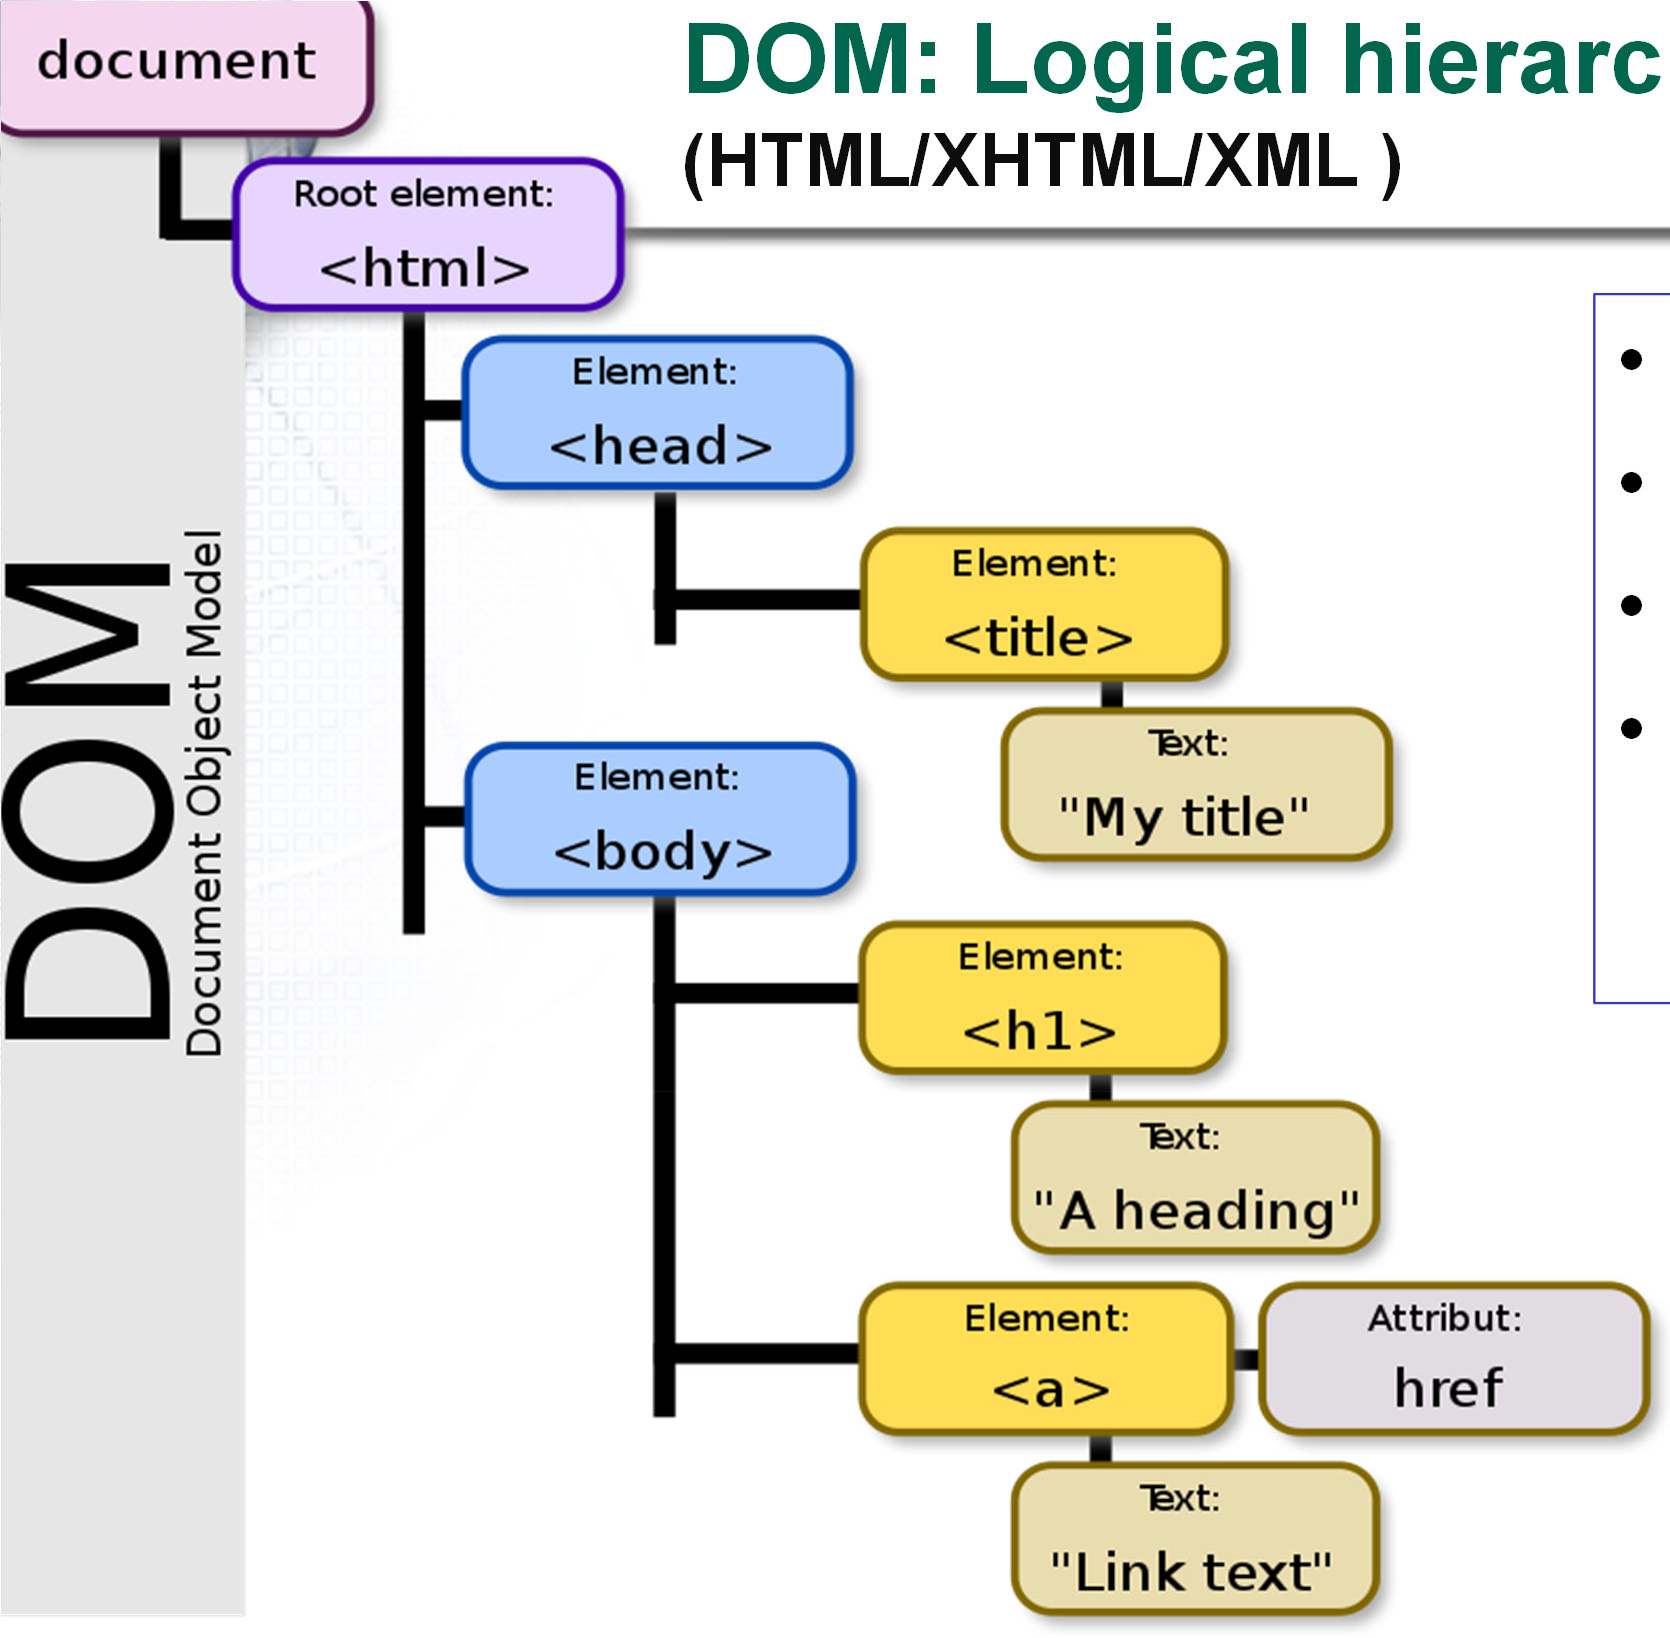 document
DOM: Logical hierarc
(HTML/XHTML/XML )
Root element:
<html>
Element:
<head>
Element:
<title>
Text:
"My title"
Element:
<body>
Element:
<h1>
Text:
"A heading"
Element:
<a>
Attribut:
href
Text:
"Link text"
DOM
Document Object Model